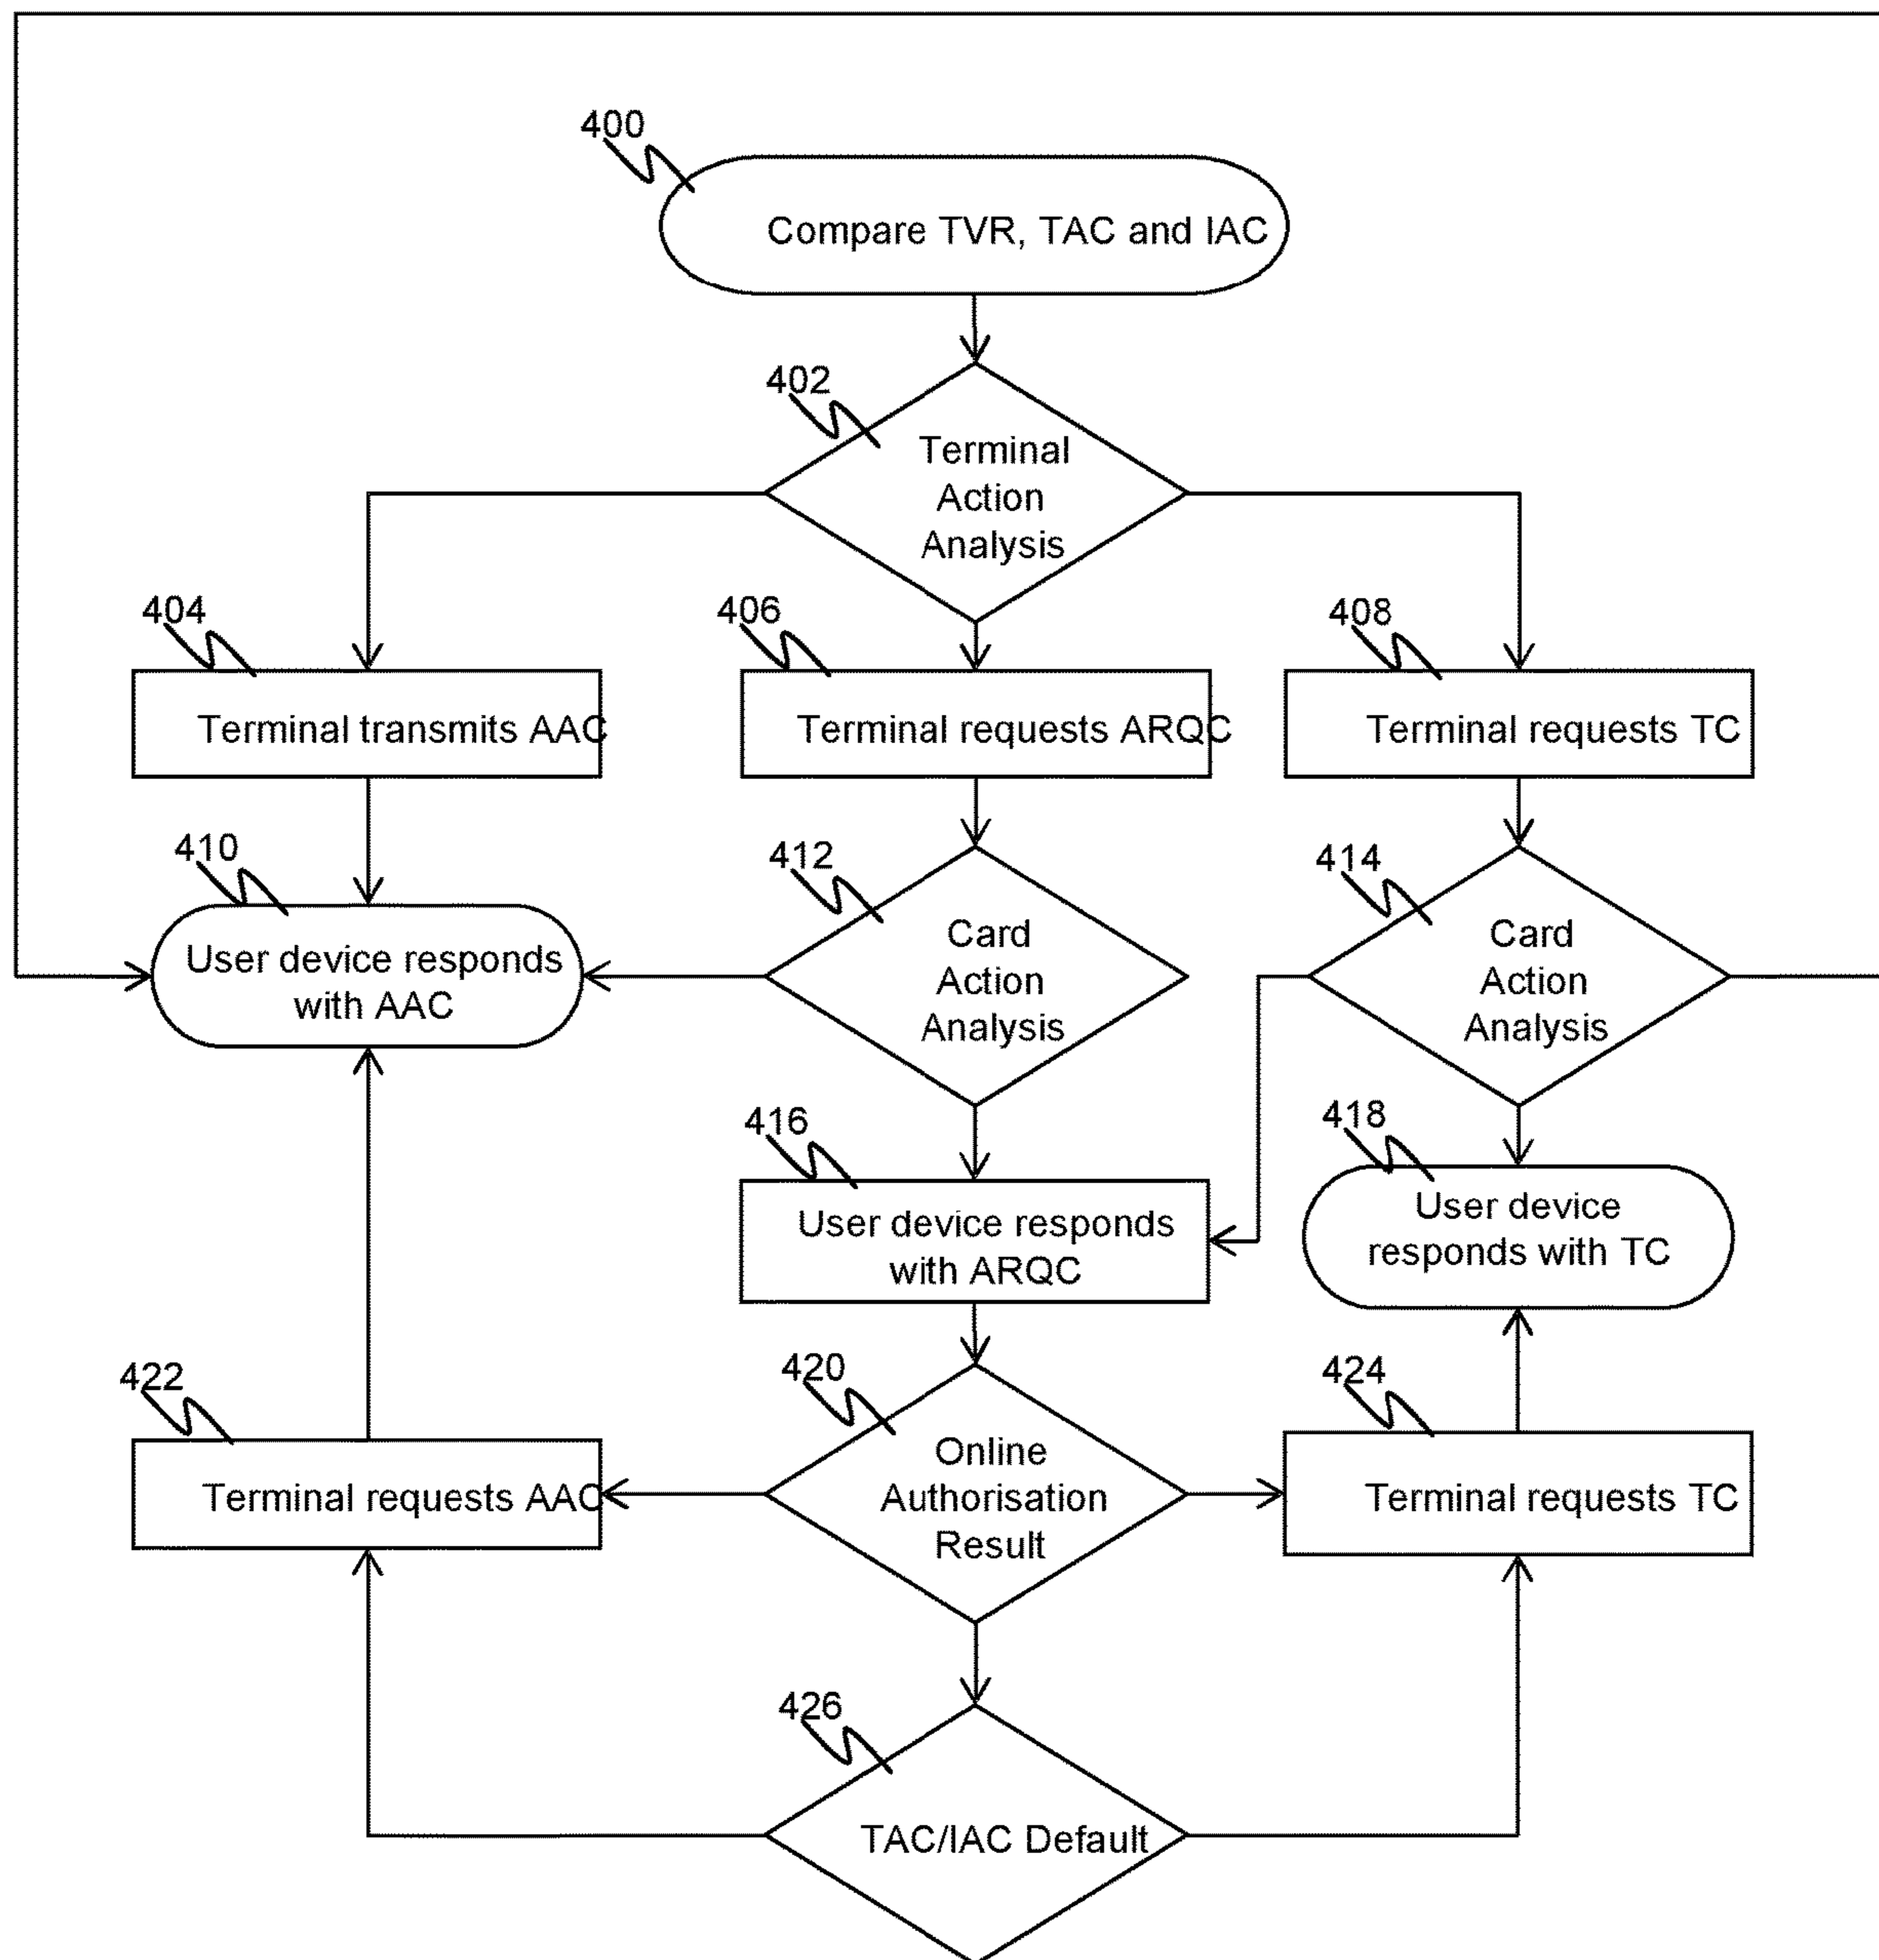 400
Compare TVR, TAC and IAC
402
Terminal
Action
Analysis
404
406
408
Terminal transmits AAC
Terminal requests ARQC
Terminal requests TC
410
412
414
User device responds
with AAC
Card
Action
Analysis
Card
Action
Analysis
416
418
User device responds
with ARQC
User device
responds with TC
422
420
424
Terminal requests AAC
Online
Authorisation
Result
Terminal requests TC
426
TAC/IAC Default